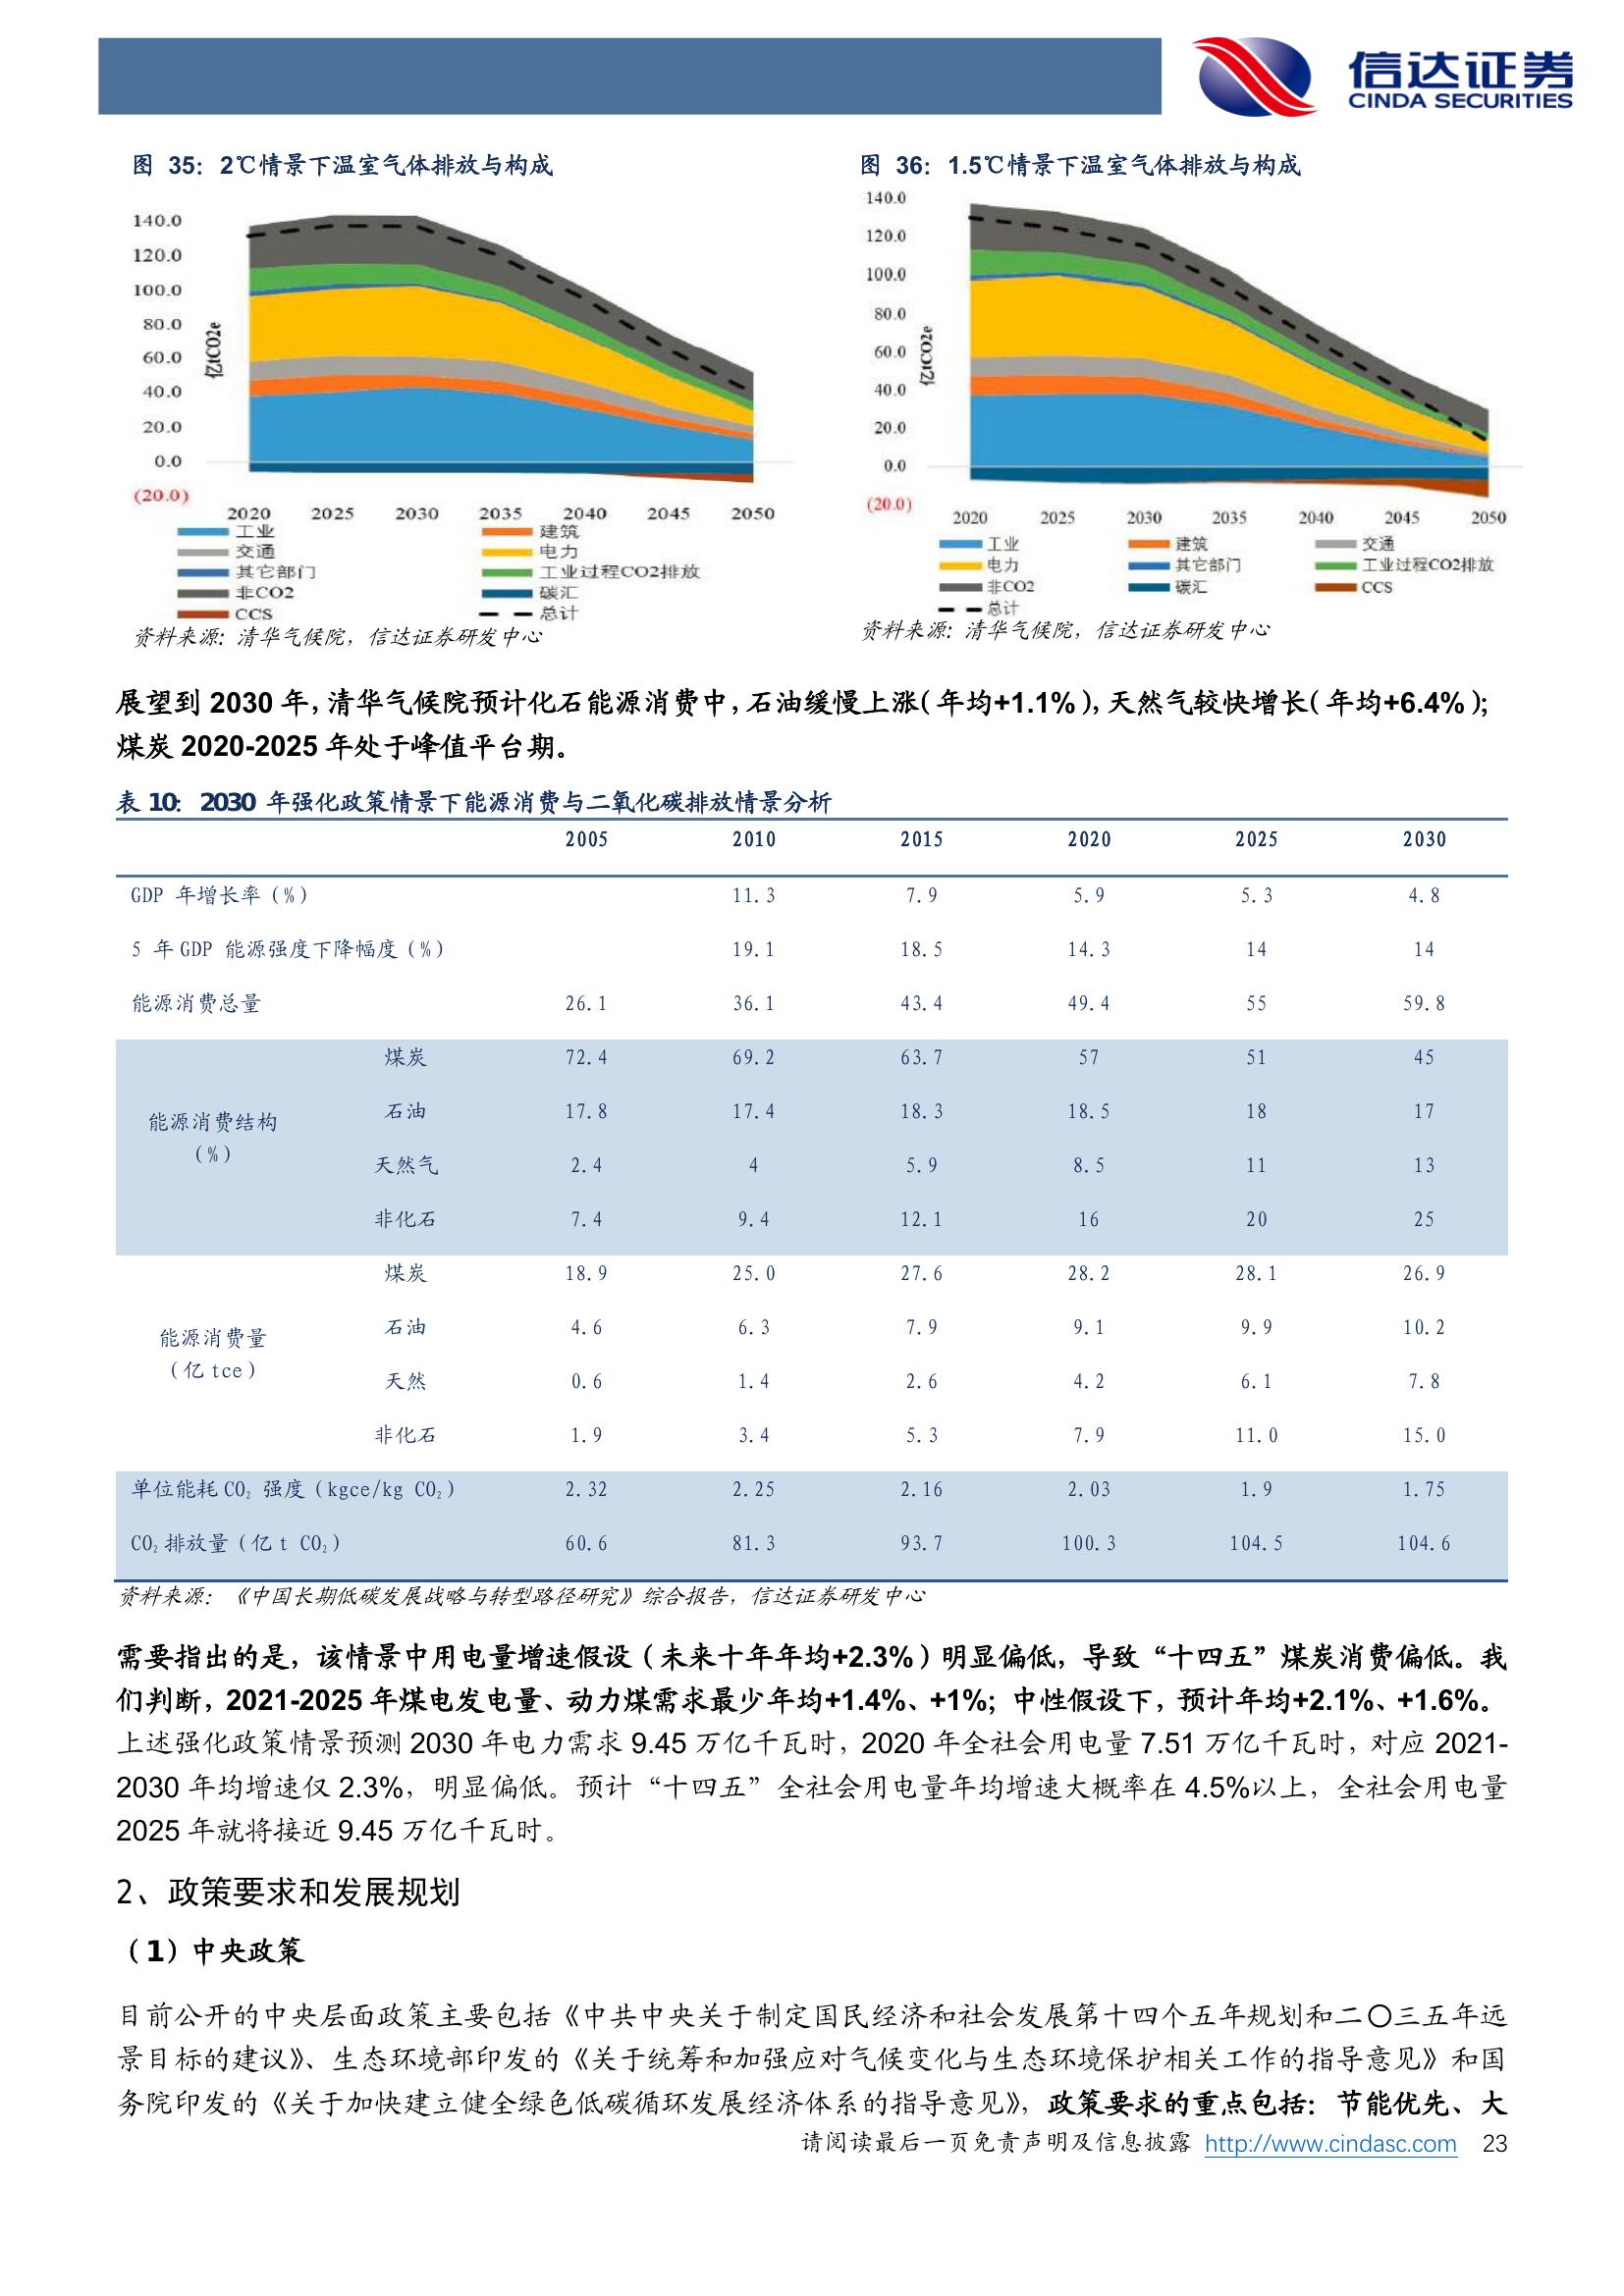 信达证券
CINDA SECURITIES
图 35：2℃情景下温室气体排放与构成
140.0
120.0
100.0
80.0
60.0
40.0
20.0
0.0
(20.0)
亿tCO2e
2020 2025 2030 2035 2040 2045 2050
工业 建筑
交通 电力
其它部门 工业过程CO2排放
非CO2 碳汇
CCS 总计
资料来源：清华气候院，信达证券研发中心
图 36：1.5℃情景下温室气体排放与构成
140.0
120.0
100.0
80.0
60.0
40.0
20.0
0.0
(20.0)
亿tCO2e
2020 2025 2030 2035 2040 2045 2050
工业 建筑 交通
电力 其它部门 工业过程CO2排放
非CO2 碳汇 CCS
总计
资料来源：清华气候院，信达证券研发中心
展望到 2030 年，清华气候院预计化石能源消费中，石油缓慢上涨（年均+1.1%），天然气较快增长（年均+6.4%）；
煤炭 2020-2025 年处于峰值平台期。
表 10： 2030 年强化政策情景下能源消费与二氧化碳排放情景分析
2005 2010 2015 2020 2025 2030
GDP 年增长率（%） 11.3 7.9 5.9 5.3 4.8
5 年 GDP 能源强度下降幅度（%） 19.1 18.5 14.3 14 14
能源消费总量 26.1 36.1 43.4 49.4 55 59.8
能源消费结构
（%）
煤炭 72.4 69.2 63.7 57 51 45
石油 17.8 17.4 18.3 18.5 18 17
天然气 2.4 4 5.9 8.5 11 13
非化石 7.4 9.4 12.1 16 20 25
能源消费量
（亿 tce）
煤炭 18.9 25.0 27.6 28.2 28.1 26.9
石油 4.6 6.3 7.9 9.1 9.9 10.2
天然 0.6 1.4 2.6 4.2 6.1 7.8
非化石 1.9 3.4 5.3 7.9 11.0 15.0
单位能耗 CO₂ 强度（kgce/kg CO₂） 2.32 2.25 2.16 2.03 1.9 1.75
CO₂ 排放量（亿 t CO₂） 60.6 81.3 93.7 100.3 104.5 104.6
资料来源：《中国长期低碳发展战略与转型路径研究》综合报告，信达证券研发中心
需要指出的是，该情景中用电量增速假设（未来十年年均+2.3%）明显偏低，导致“十四五”煤炭消费偏低。我
们判断，2021-2025 年煤电发电量、动力煤需求最少年均+1.4%、+1%；中性假设下，预计年均+2.1%、+1.6%。
上述强化政策情景预测 2030 年电力需求 9.45 万亿千瓦时，2020 年全社会用电量 7.51 万亿千瓦时，对应 2021-
2030 年均增速仅 2.3%，明显偏低。预计“十四五”全社会用电量年均增速大概率在 4.5%以上，全社会用电量
2025 年就将接近 9.45 万亿千瓦时。
2、政策要求和发展规划
（1）中央政策
目前公开的中央层面政策主要包括《中共中央关于制定国民经济和社会发展第十四个五年规划和二〇三五年远
景目标的建议》、生态环境部印发的《关于统筹和加强应对气候变化与生态环境保护相关工作的指导意见》和国
务院印发的《关于加快建立健全绿色低碳循环发展经济体系的指导意见》，政策要求的重点包括：节能优先、大
请阅读最后一页免责声明及信息披露 http://www.cindasc.com 23